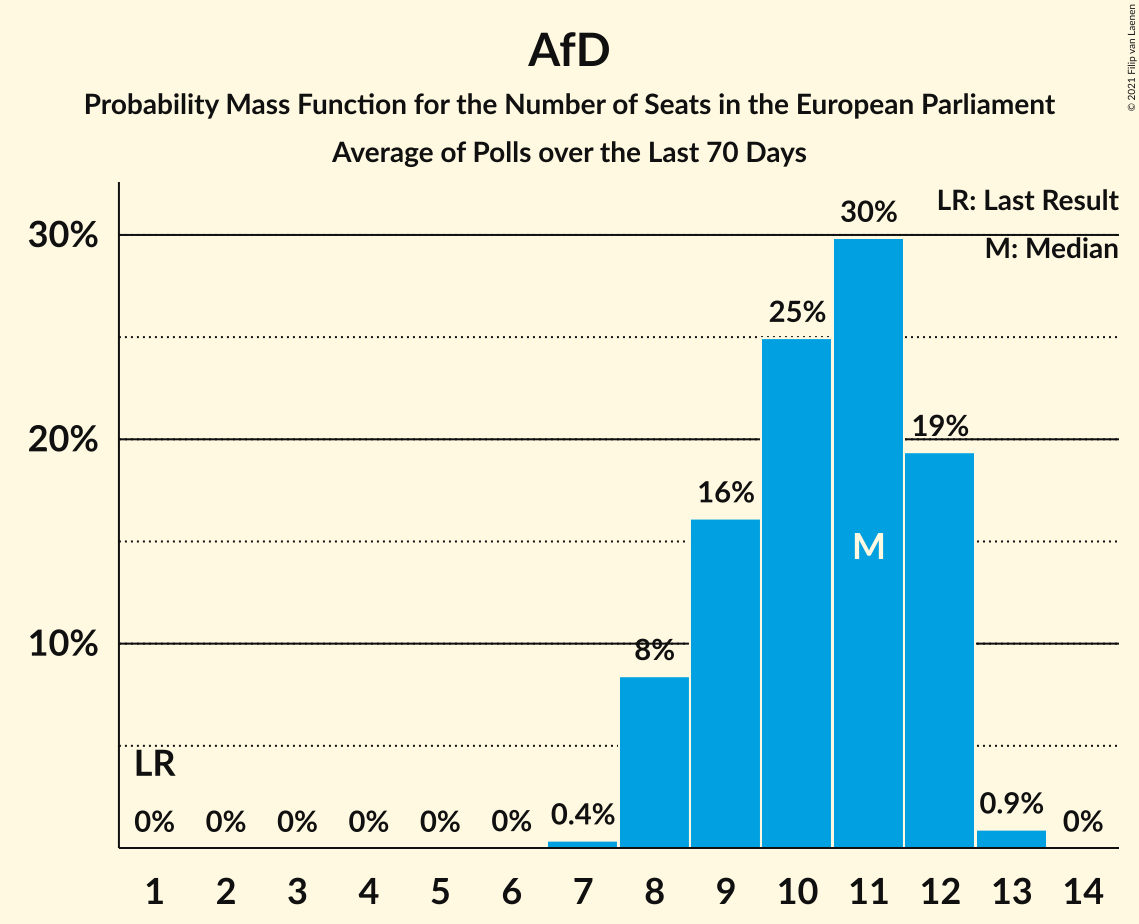 AfD
Probability Mass Function for the Number of Seats in the European Parliament
Average of Polls over the Last 70 Days
© 2021 Filip van Laenen
LR: Last Result
M: Median
30%
20%
10%
30%
25%
19%
16%
M
8%
LR
0% 0% 0% 0% 0% 0% 0.4% 0.9% 0%
1 2 3 4 5 6 7 8 9 10 11 12 13 14